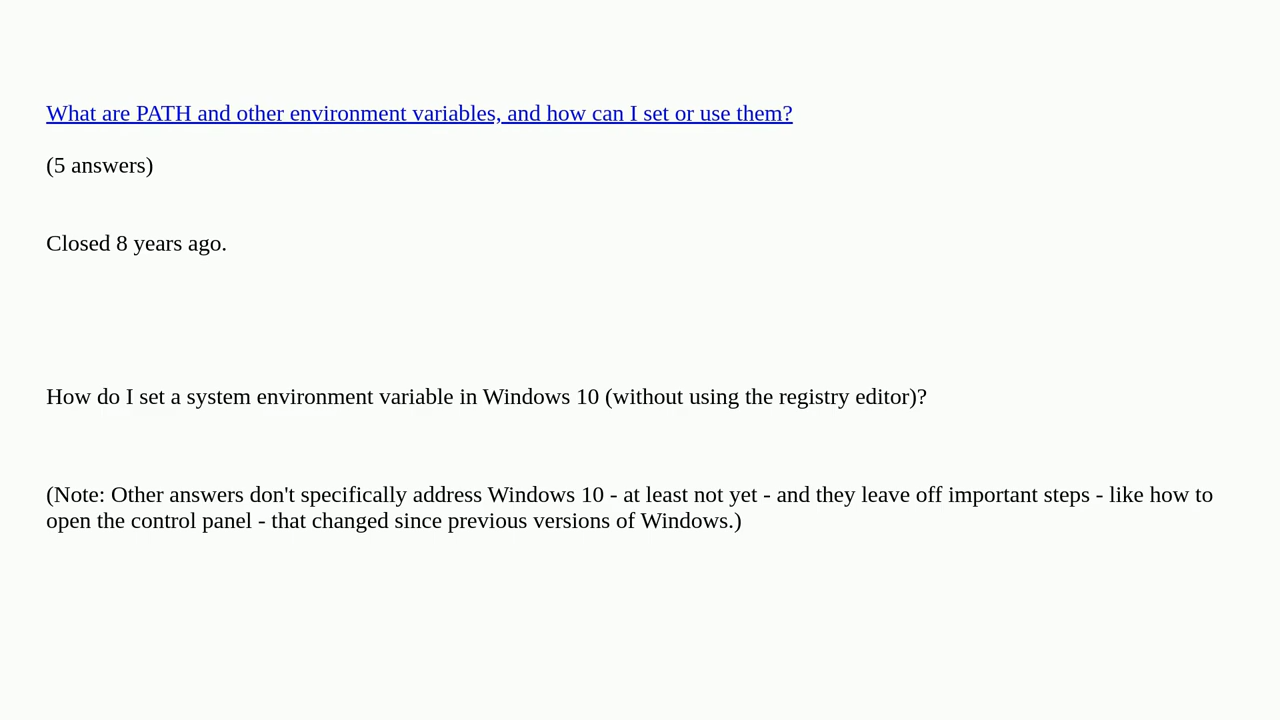 What are PATH and other environment variables, and how can I set or use them?
(5 answers)
Closed 8 years ago.
How do I set a system environment variable in Windows 10 (without using the registry editor)?
(Note: Other answers don't specifically address Windows 10 - at least not yet - and they leave off important steps - like how to
open the control panel - that changed since previous versions of Windows.)